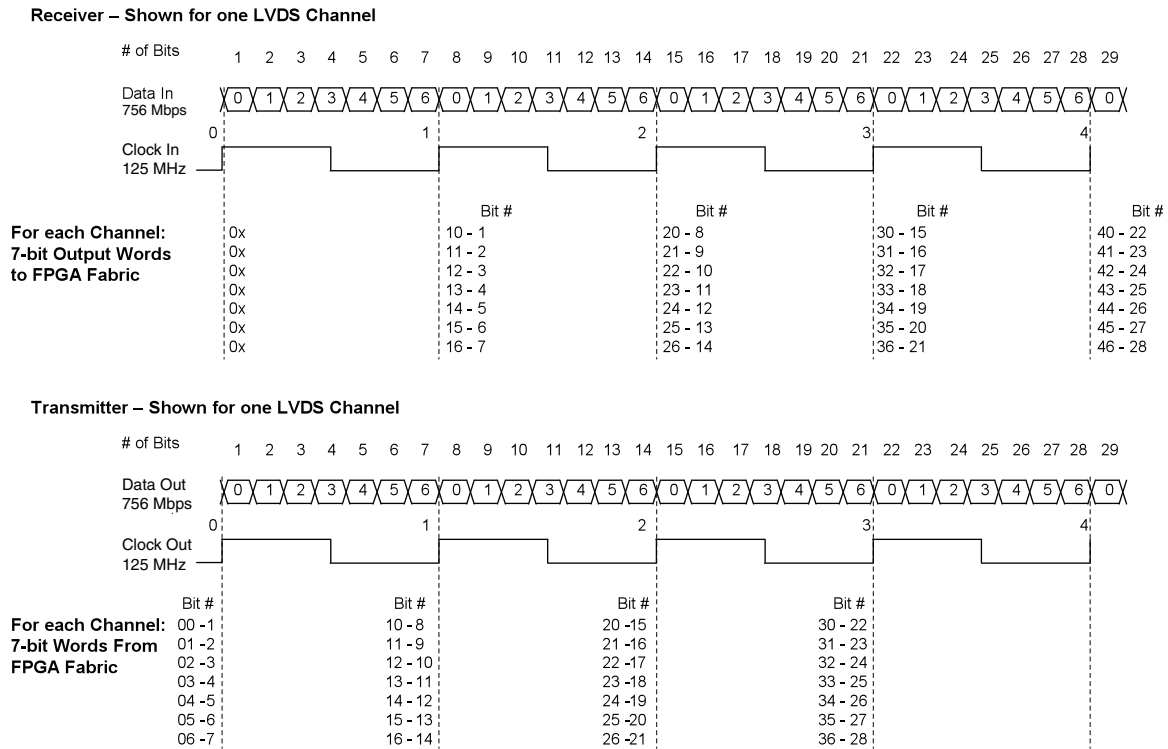 Receiver – Shown for one LVDS Channel
# of Bits 1 2 3 4 5 6 7 8 9 10 11 12 13 14 15 16 17 18 19 20 21 22 23 24 25 26 27 28 29
Data In 0 1 2 3 4 5 6 0 1 2 3 4 5 6 0 1 2 3 4 5 6 0 1 2 3 4 5 6 0
756 Mbps
0 1 2 3 4
Clock In
125 MHz
Bit # Bit # Bit # Bit #
For each Channel: 0x 10 - 1 20 - 8 30 - 15 40 - 22
7-bit Output Words 0x 11 - 2 21 - 9 31 - 16 41 - 23
to FPGA Fabric 0x 12 - 3 22 - 10 32 - 17 42 - 24
0x 13 - 4 23 - 11 33 - 18 43 - 25
0x 14 - 5 24 - 12 34 - 19 44 - 26
0x 15 - 6 25 - 13 35 - 20 45 - 27
0x 16 - 7 26 - 14 36 - 21 46 - 28
Transmitter – Shown for one LVDS Channel
# of Bits 1 2 3 4 5 6 7 8 9 10 11 12 13 14 15 16 17 18 19 20 21 22 23 24 25 26 27 28 29
Data Out 0 1 2 3 4 5 6 0 1 2 3 4 5 6 0 1 2 3 4 5 6 0 1 2 3 4 5 6 0
756 Mbps
0 1 2 3 4
Clock Out
125 MHz
Bit # Bit # Bit # Bit #
For each Channel: 00 -1 10 - 8 20 -15 30 - 22
7-bit Words From 01 -2 11 - 9 21 -16 31 - 23
FPGA Fabric 02 -3 12 - 10 22 -17 32 - 24
03 -4 13 - 11 23 -18 33 - 25
04 -5 14 - 12 24 -19 34 - 26
05 -6 15 - 13 25 -20 35 - 27
06 -7 16 - 14 26 -21 36 - 28